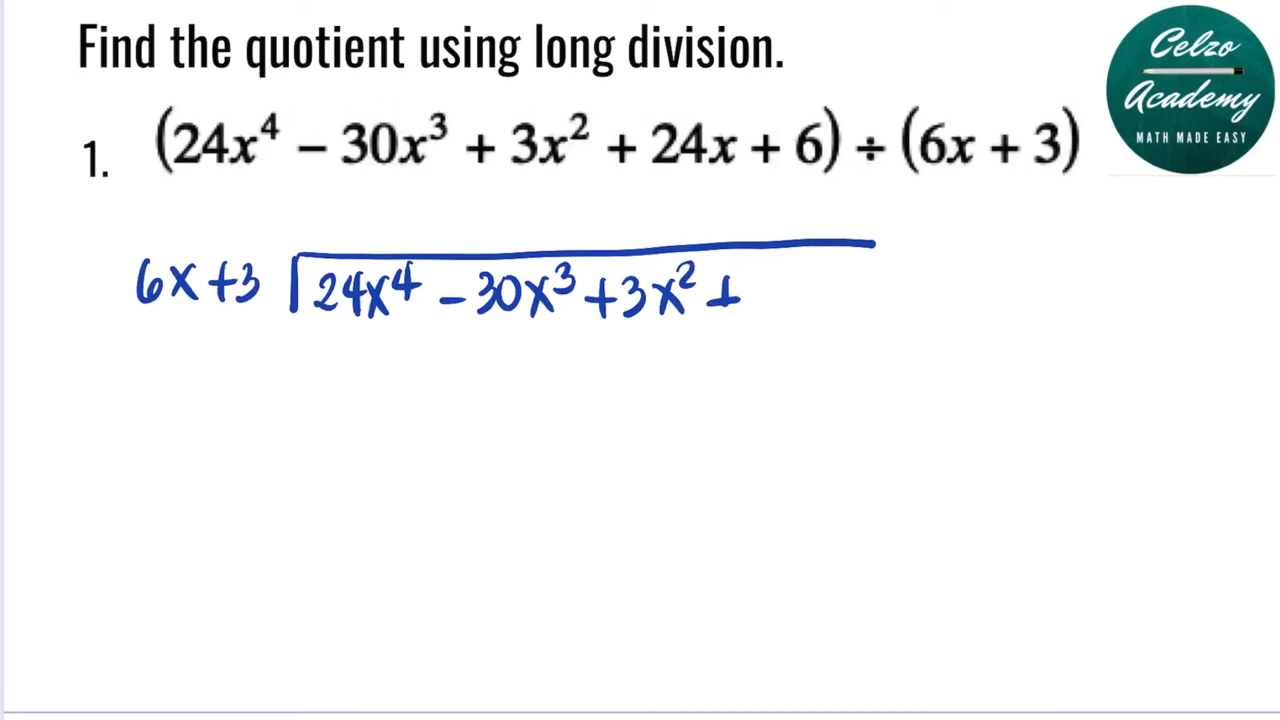 Find the quotient using long division.
Celzo
Academy
MATH MADE EASY
1. (24x⁴ − 30x³ + 3x² + 24x + 6) ÷ (6x + 3)
6x+3 24x⁴ − 30x³ + 3x² +